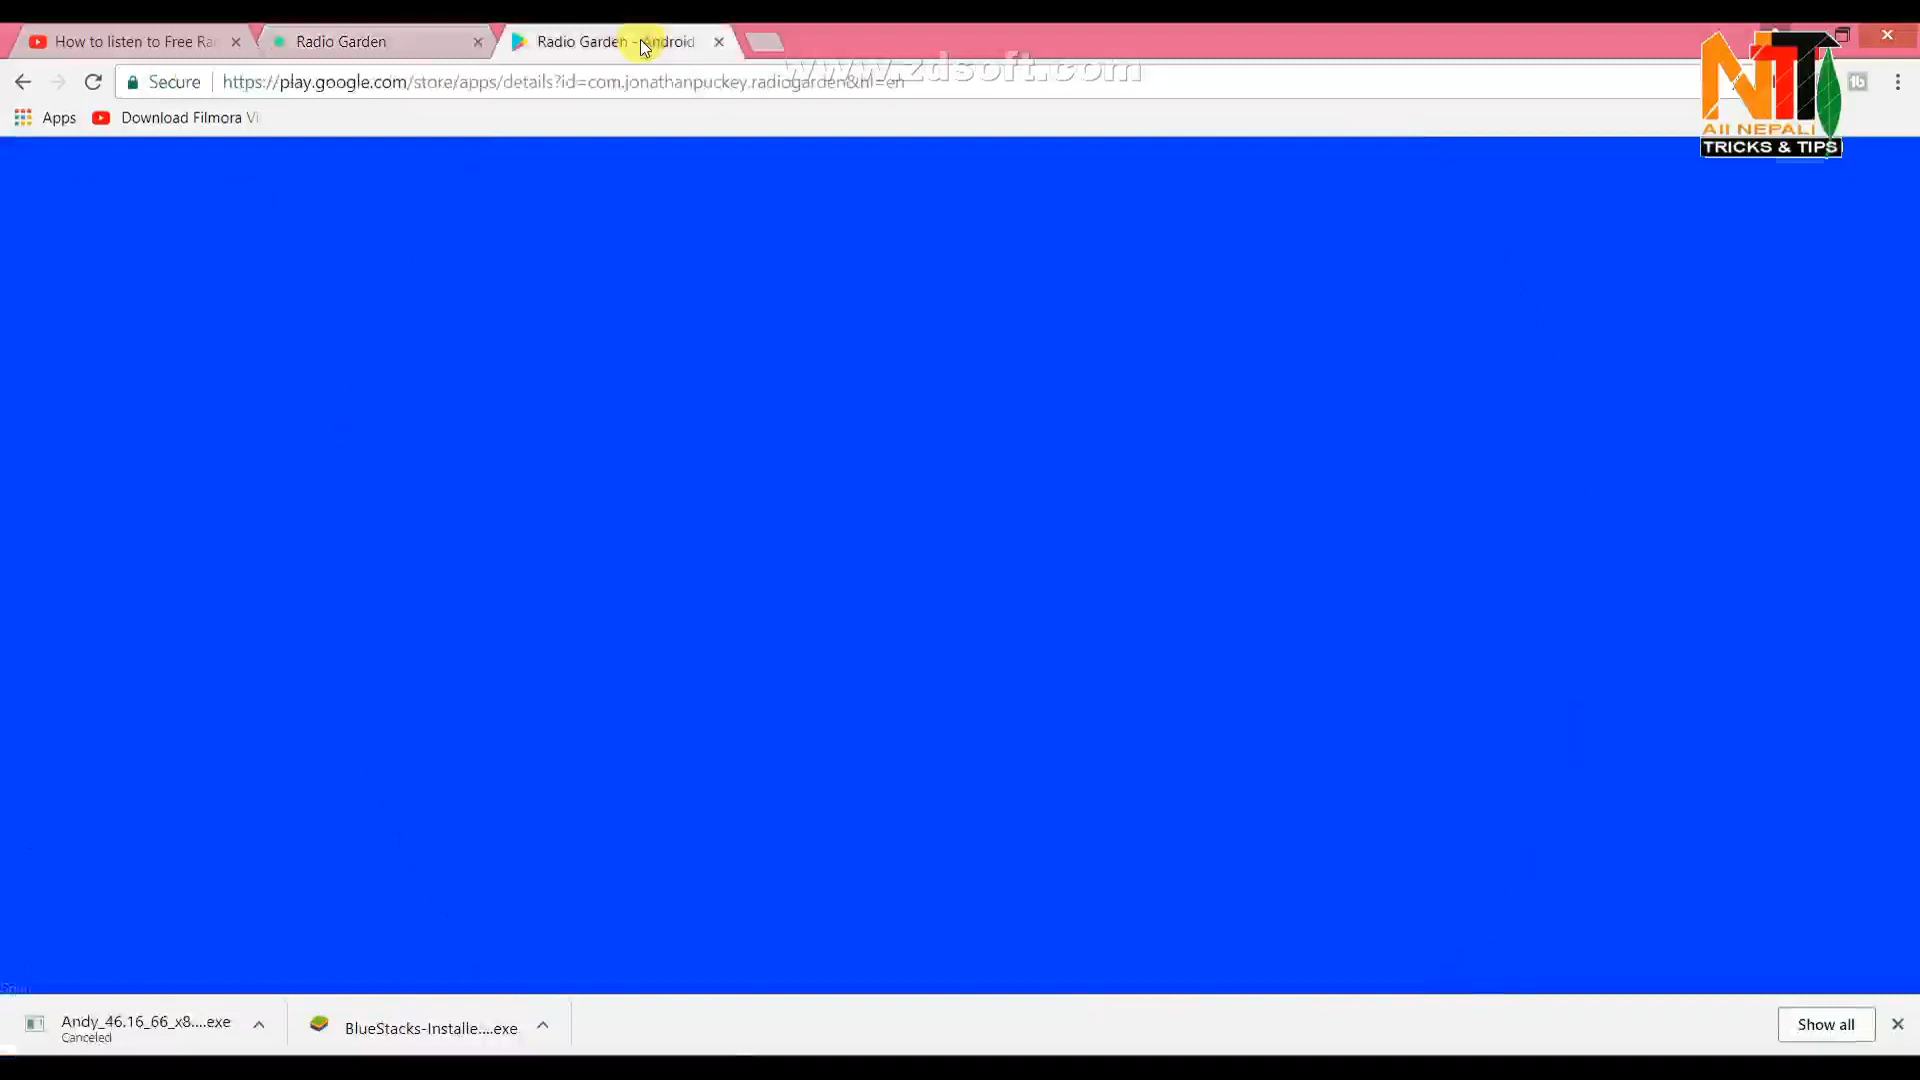 How to listen to Free Ra
Radio Garden
Radio Garden - Android
www.zdsoft.com
Secure
https://play.google.com/store/apps/details?id=com.jonathanpuckey.radiogarden&hl=en
Apps
Download Filmora Vi
NTT
All NEPALI
TRICKS & TIPS
Andy_46.16_66_x8....exe
Canceled
BlueStacks-Installe....exe
Show all